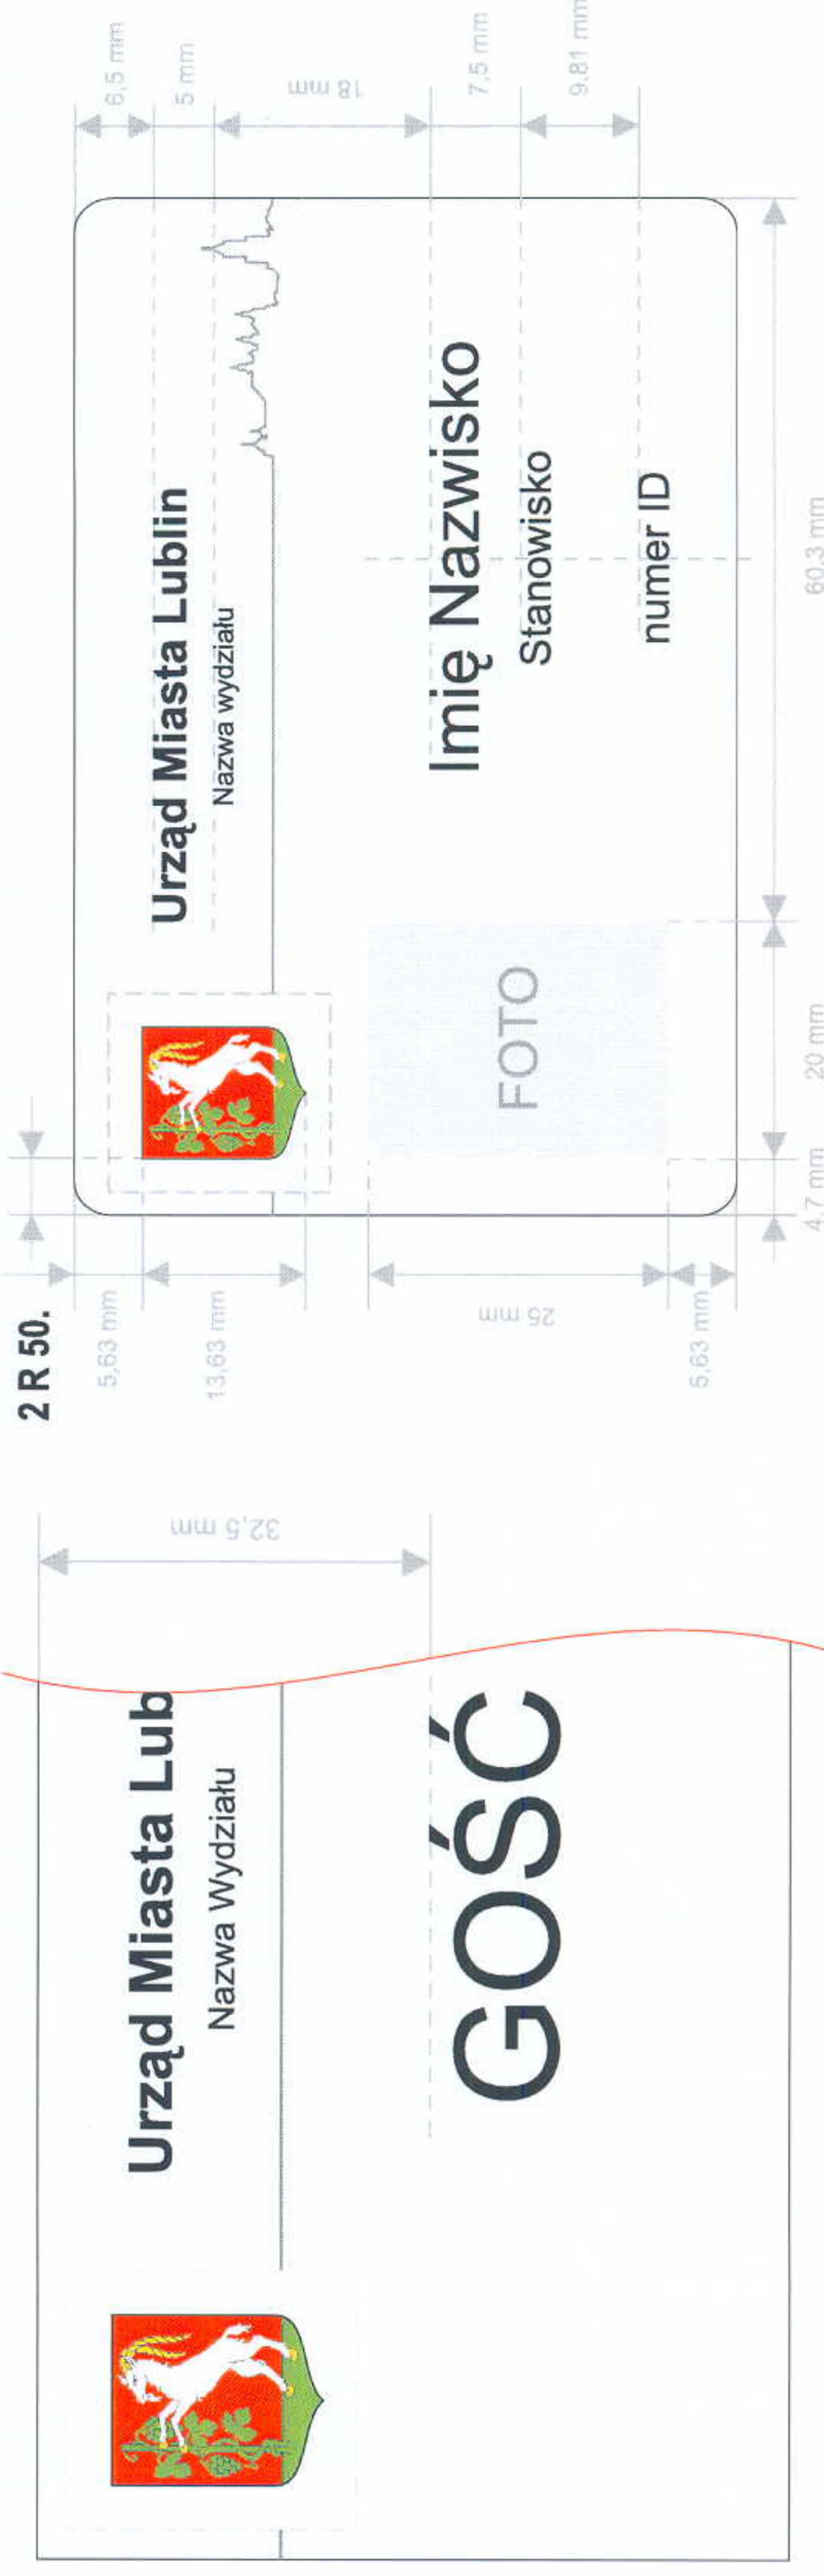 2 R 50.
Urząd Miasta Lub
Nazwa Wydziału
GOŚĆ
32,5 mm
5,63 mm
13,63 mm
25 mm
5,63 mm
Urząd Miasta Lublin
Nazwa wydziału
FOTO
Imię Nazwisko
Stanowisko
numer ID
6,5 mm
5 mm
18 mm
7,5 mm
9,81 mm
4,7 mm
20 mm
60,3 mm